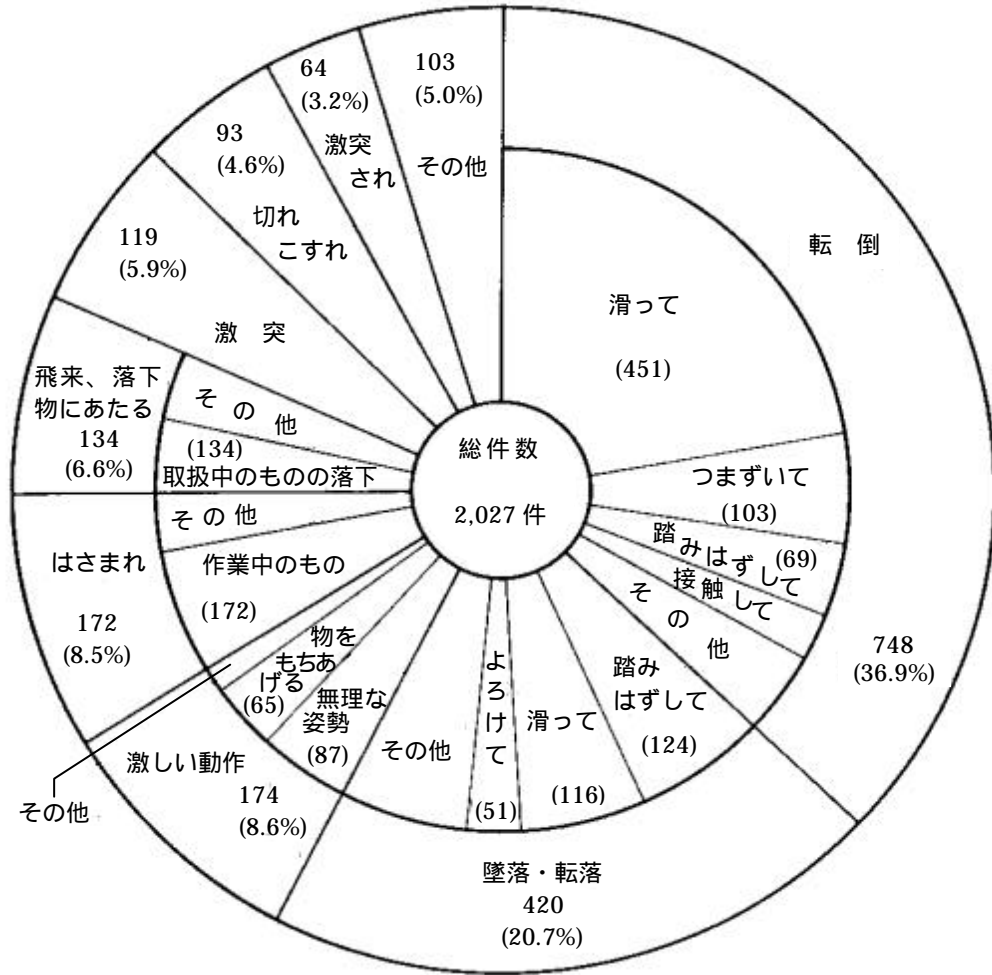 総件数
2,027 件
転 倒
748
(36.9%)
滑って
(451)
つまずいて
(103)
踏みはずして
(69)
接触して
その他
墜落・転落
420
(20.7%)
踏み
はずして
(124)
滑って
(116)
よろけて
(51)
その他
激しい動作
174
(8.6%)
無理な
姿勢
(87)
物を
もちあ
げる
(65)
その他
はさまれ
172
(8.5%)
作業中のもの
(172)
その他
飛来、落下
物にあたる
134
(6.6%)
取扱中のものの落下
(134)
その他
激 突
119
(5.9%)
切れ
こすれ
93
(4.6%)
激突
され
64
(3.2%)
その他
103
(5.0%)